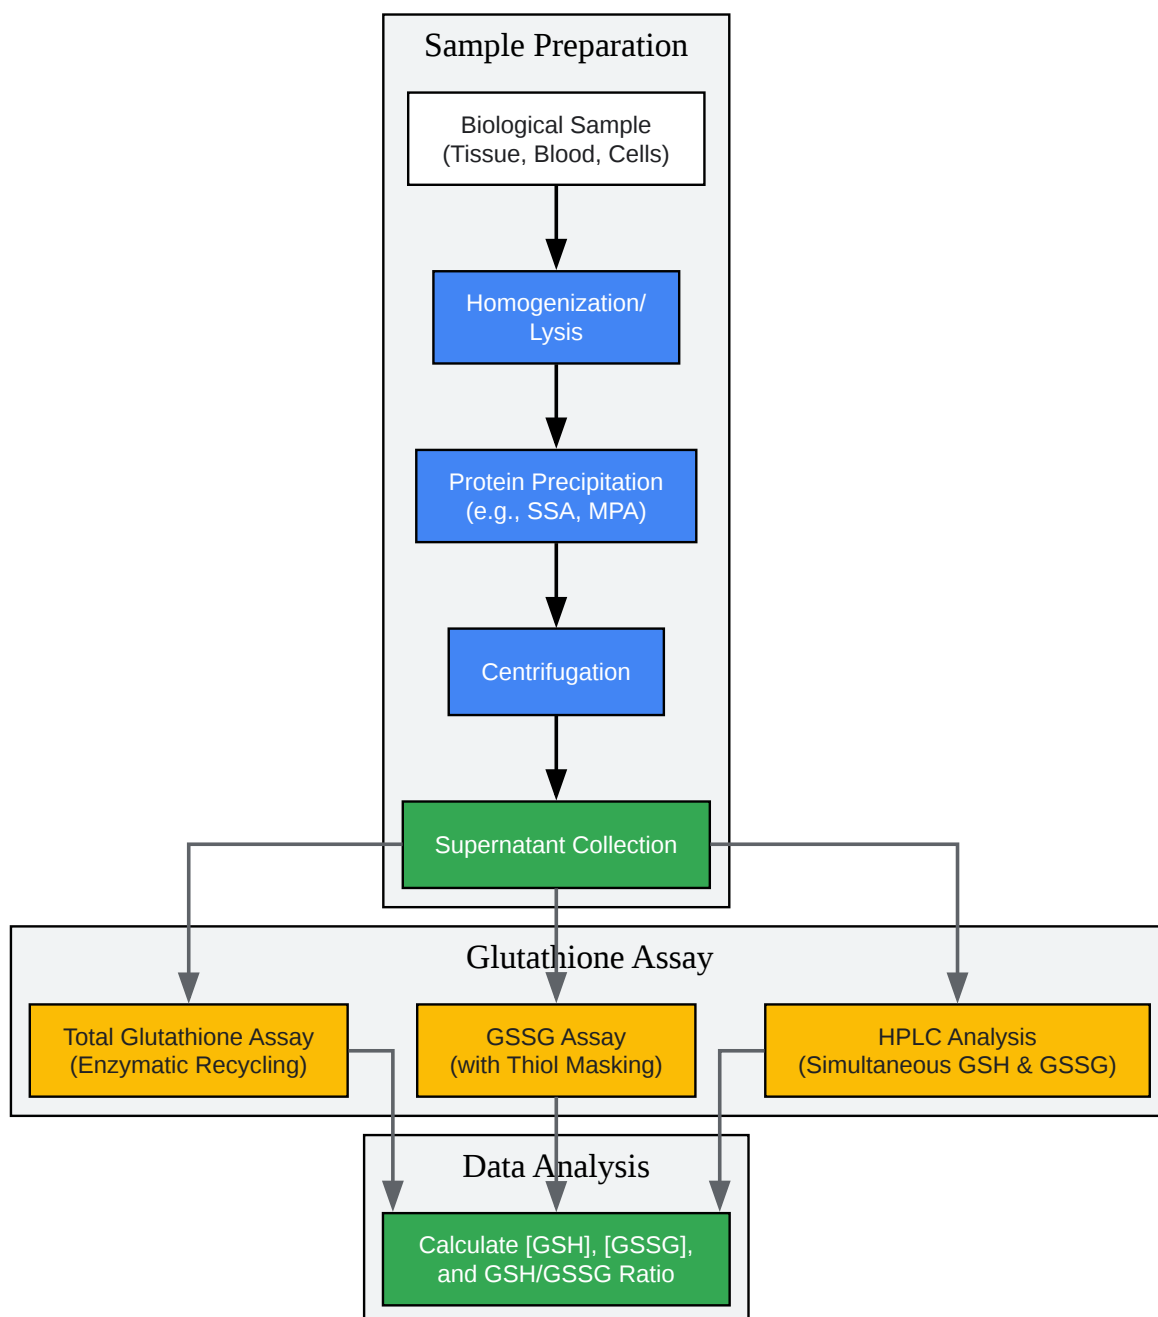 Sample Preparation
Biological Sample
(Tissue, Blood, Cells)
Homogenization/
Lysis
Protein Precipitation
(e.g., SSA, MPA)
Centrifugation
Supernatant Collection
Glutathione Assay
Total Glutathione Assay
(Enzymatic Recycling)
GSSG Assay
(with Thiol Masking)
HPLC Analysis
(Simultaneous GSH & GSSG)
Data Analysis
Calculate [GSH], [GSSG],
and GSH/GSSG Ratio